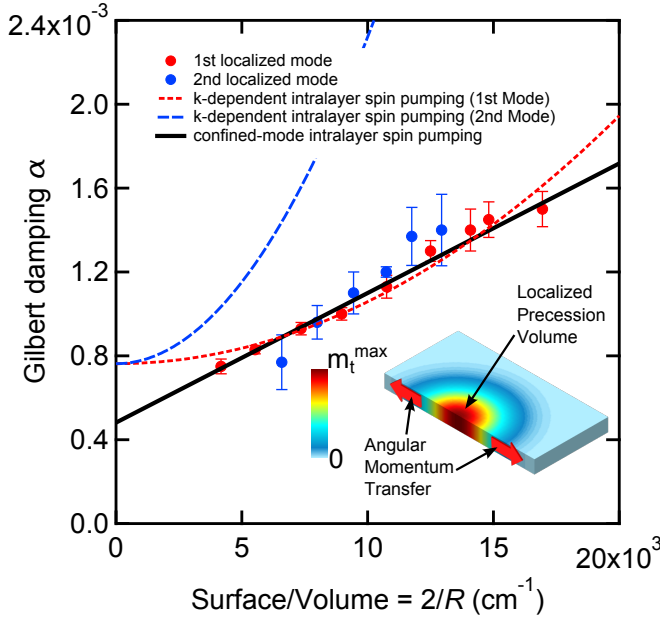 2.4x10⁻³
2.0
1.6
1.2
0.8
0.4
0.0
Gilbert damping α
1st localized mode
2nd localized mode
k-dependent intralayer spin pumping (1st Mode)
k-dependent intralayer spin pumping (2nd Mode)
confined-mode intralayer spin pumping
Localized
Precession
Volume
mₜᵐᵃˣ
0
Angular
Momentum
Transfer
0
5
10
15
20x10³
Surface/Volume = 2/R (cm⁻¹)